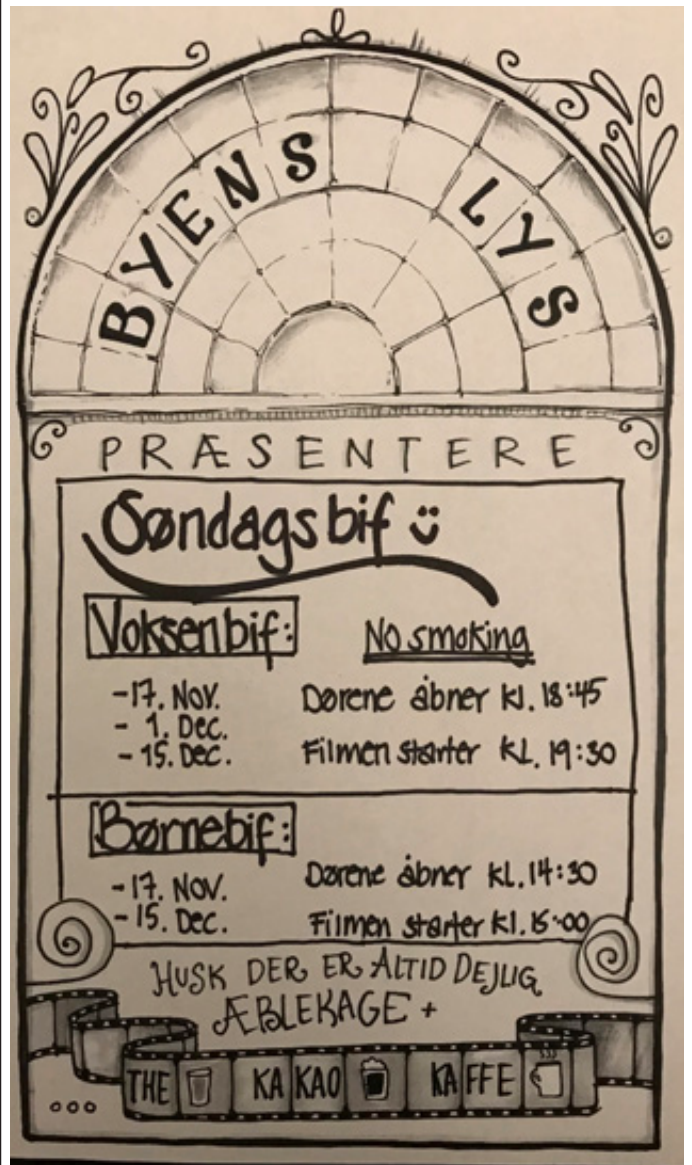 BYENS LYS
PRÆSENTERE
Søndagsbif
Voksenbif:
No smoking
-17. Nov.
- 1. Dec.
- 15. Dec.
Dørene åbner kl. 18:45
Filmen starter kl. 19:30
Børnebif:
-17. Nov.
-15. Dec.
Dørene åbner kl. 14:30
Filmen starter kl. 15:00
HUSK DER ER ALTID DEJLIG
ÆBLEKAGE +
THE KAKAO KAFFE
...